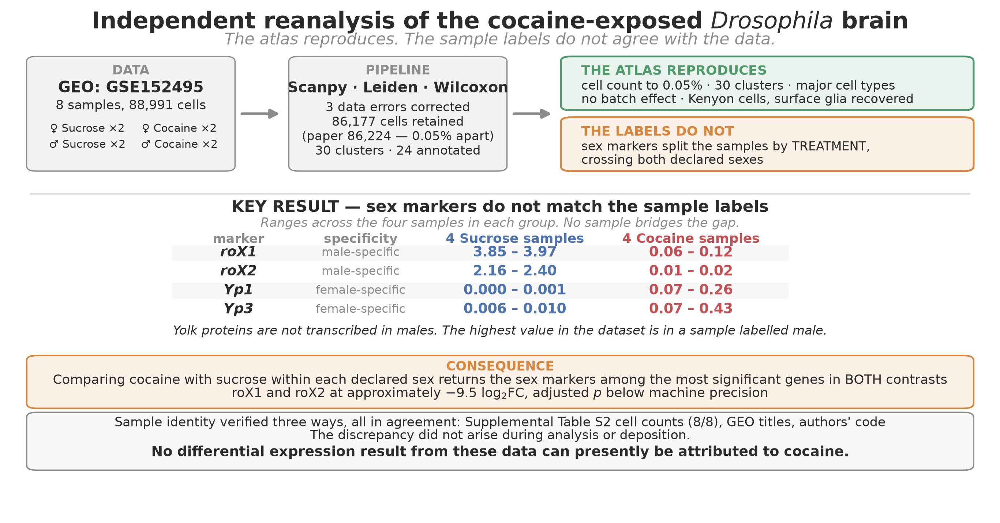 Independent reanalysis of the cocaine-exposed Drosophila brain
The atlas reproduces. The sample labels do not agree with the data.
DATA
GEO: GSE152495
8 samples, 88,991 cells
♀ Sucrose ×2 ♀ Cocaine ×2
♂ Sucrose ×2 ♂ Cocaine ×2
PIPELINE
Scanpy · Leiden · Wilcoxon
3 data errors corrected
86,177 cells retained
(paper 86,224 — 0.05% apart)
30 clusters · 24 annotated
THE ATLAS REPRODUCES
cell count to 0.05% · 30 clusters · major cell types
no batch effect · Kenyon cells, surface glia recovered
THE LABELS DO NOT
sex markers split the samples by TREATMENT,
crossing both declared sexes
KEY RESULT — sex markers do not match the sample labels
Ranges across the four samples in each group. No sample bridges the gap.
marker specificity 4 Sucrose samples 4 Cocaine samples
roX1 male-specific 3.85 – 3.97 0.06 – 0.12
roX2 male-specific 2.16 – 2.40 0.01 – 0.02
Yp1 female-specific 0.000 – 0.001 0.07 – 0.26
Yp3 female-specific 0.006 – 0.010 0.07 – 0.43
Yolk proteins are not transcribed in males. The highest value in the dataset is in a sample labelled male.
CONSEQUENCE
Comparing cocaine with sucrose within each declared sex returns the sex markers among the most significant genes in BOTH contrasts
roX1 and roX2 at approximately −9.5 log₂FC, adjusted p below machine precision
Sample identity verified three ways, all in agreement: Supplemental Table S2 cell counts (8/8), GEO titles, authors' code
The discrepancy did not arise during analysis or deposition.
No differential expression result from these data can presently be attributed to cocaine.